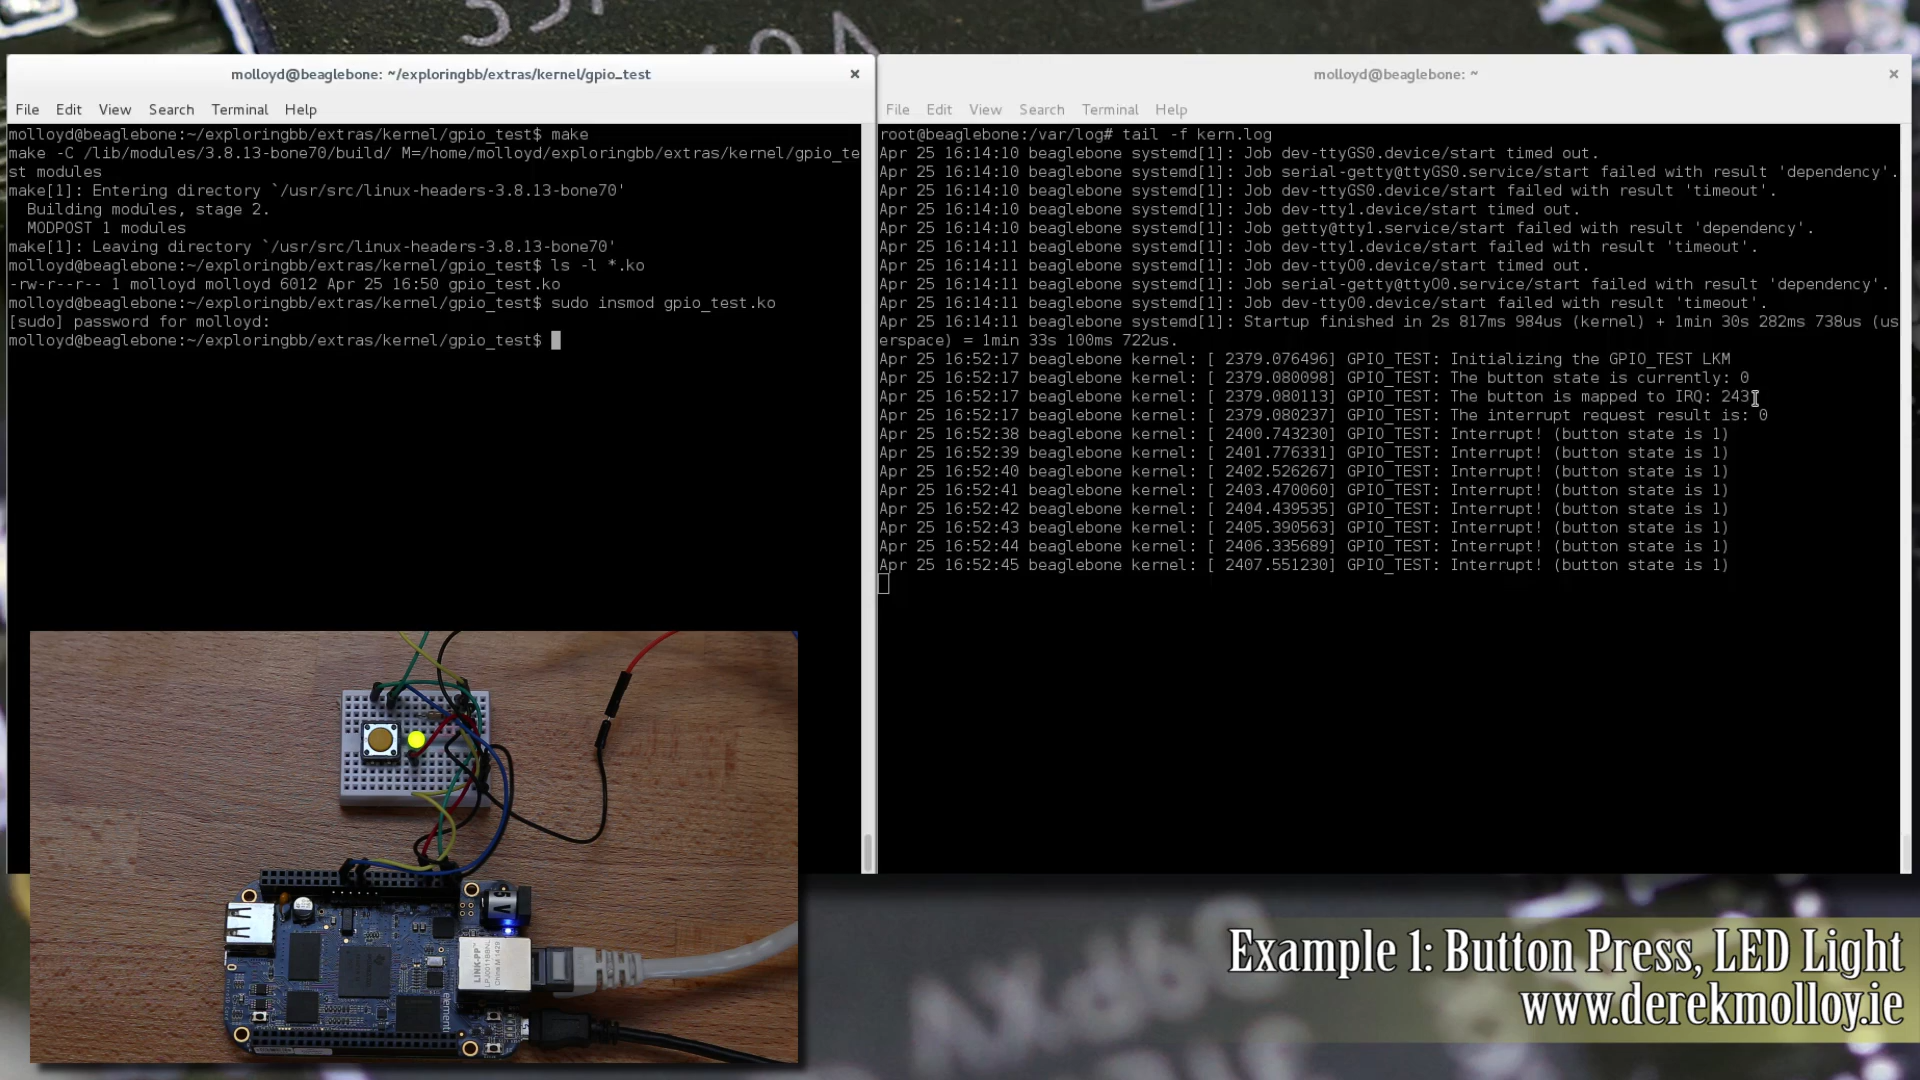 molloyd@beaglebone: ~/exploringbb/extras/kernel/gpio_test
File Edit View Search Terminal Help
molloyd@beaglebone:~/exploringbb/extras/kernel/gpio_test$ make
make -C /lib/modules/3.8.13-bone70/build/ M=/home/molloyd/exploringbb/extras/kernel/gpio_te
st modules
make[1]: Entering directory `/usr/src/linux-headers-3.8.13-bone70'
  Building modules, stage 2.
  MODPOST 1 modules
make[1]: Leaving directory `/usr/src/linux-headers-3.8.13-bone70'
molloyd@beaglebone:~/exploringbb/extras/kernel/gpio_test$ ls -l *.ko
-rw-r--r-- 1 molloyd molloyd 6012 Apr 25 16:50 gpio_test.ko
molloyd@beaglebone:~/exploringbb/extras/kernel/gpio_test$ sudo insmod gpio_test.ko
[sudo] password for molloyd:
molloyd@beaglebone:~/exploringbb/extras/kernel/gpio_test$
molloyd@beaglebone: ~
File Edit View Search Terminal Help
root@beaglebone:/var/log# tail -f kern.log
Apr 25 16:14:10 beaglebone systemd[1]: Job dev-ttyGS0.device/start timed out.
Apr 25 16:14:10 beaglebone systemd[1]: Job serial-getty@ttyGS0.service/start failed with result 'dependency'.
Apr 25 16:14:10 beaglebone systemd[1]: Job dev-ttyGS0.device/start failed with result 'timeout'.
Apr 25 16:14:10 beaglebone systemd[1]: Job dev-tty1.device/start timed out.
Apr 25 16:14:10 beaglebone systemd[1]: Job getty@tty1.service/start failed with result 'dependency'.
Apr 25 16:14:11 beaglebone systemd[1]: Job dev-tty1.device/start failed with result 'timeout'.
Apr 25 16:14:11 beaglebone systemd[1]: Job dev-ttyO0.device/start timed out.
Apr 25 16:14:11 beaglebone systemd[1]: Job serial-getty@ttyO0.service/start failed with result 'dependency'.
Apr 25 16:14:11 beaglebone systemd[1]: Job dev-ttyO0.device/start failed with result 'timeout'.
Apr 25 16:14:11 beaglebone systemd[1]: Startup finished in 2s 817ms 984us (kernel) + 1min 30s 282ms 738us (us
erspace) = 1min 33s 100ms 722us.
Apr 25 16:52:17 beaglebone kernel: [ 2379.076496] GPIO_TEST: Initializing the GPIO_TEST LKM
Apr 25 16:52:17 beaglebone kernel: [ 2379.080098] GPIO_TEST: The button state is currently: 0
Apr 25 16:52:17 beaglebone kernel: [ 2379.080113] GPIO_TEST: The button is mapped to IRQ: 243
Apr 25 16:52:17 beaglebone kernel: [ 2379.080237] GPIO_TEST: The interrupt request result is: 0
Apr 25 16:52:38 beaglebone kernel: [ 2400.743230] GPIO_TEST: Interrupt! (button state is 1)
Apr 25 16:52:39 beaglebone kernel: [ 2401.776331] GPIO_TEST: Interrupt! (button state is 1)
Apr 25 16:52:40 beaglebone kernel: [ 2402.526267] GPIO_TEST: Interrupt! (button state is 1)
Apr 25 16:52:41 beaglebone kernel: [ 2403.470060] GPIO_TEST: Interrupt! (button state is 1)
Apr 25 16:52:42 beaglebone kernel: [ 2404.439535] GPIO_TEST: Interrupt! (button state is 1)
Apr 25 16:52:43 beaglebone kernel: [ 2405.390563] GPIO_TEST: Interrupt! (button state is 1)
Apr 25 16:52:44 beaglebone kernel: [ 2406.335689] GPIO_TEST: Interrupt! (button state is 1)
Apr 25 16:52:45 beaglebone kernel: [ 2407.551230] GPIO_TEST: Interrupt! (button state is 1)
LINK-PP
China M 1429
Example 1: Button Press, LED Light
www.derekmolloy.ie